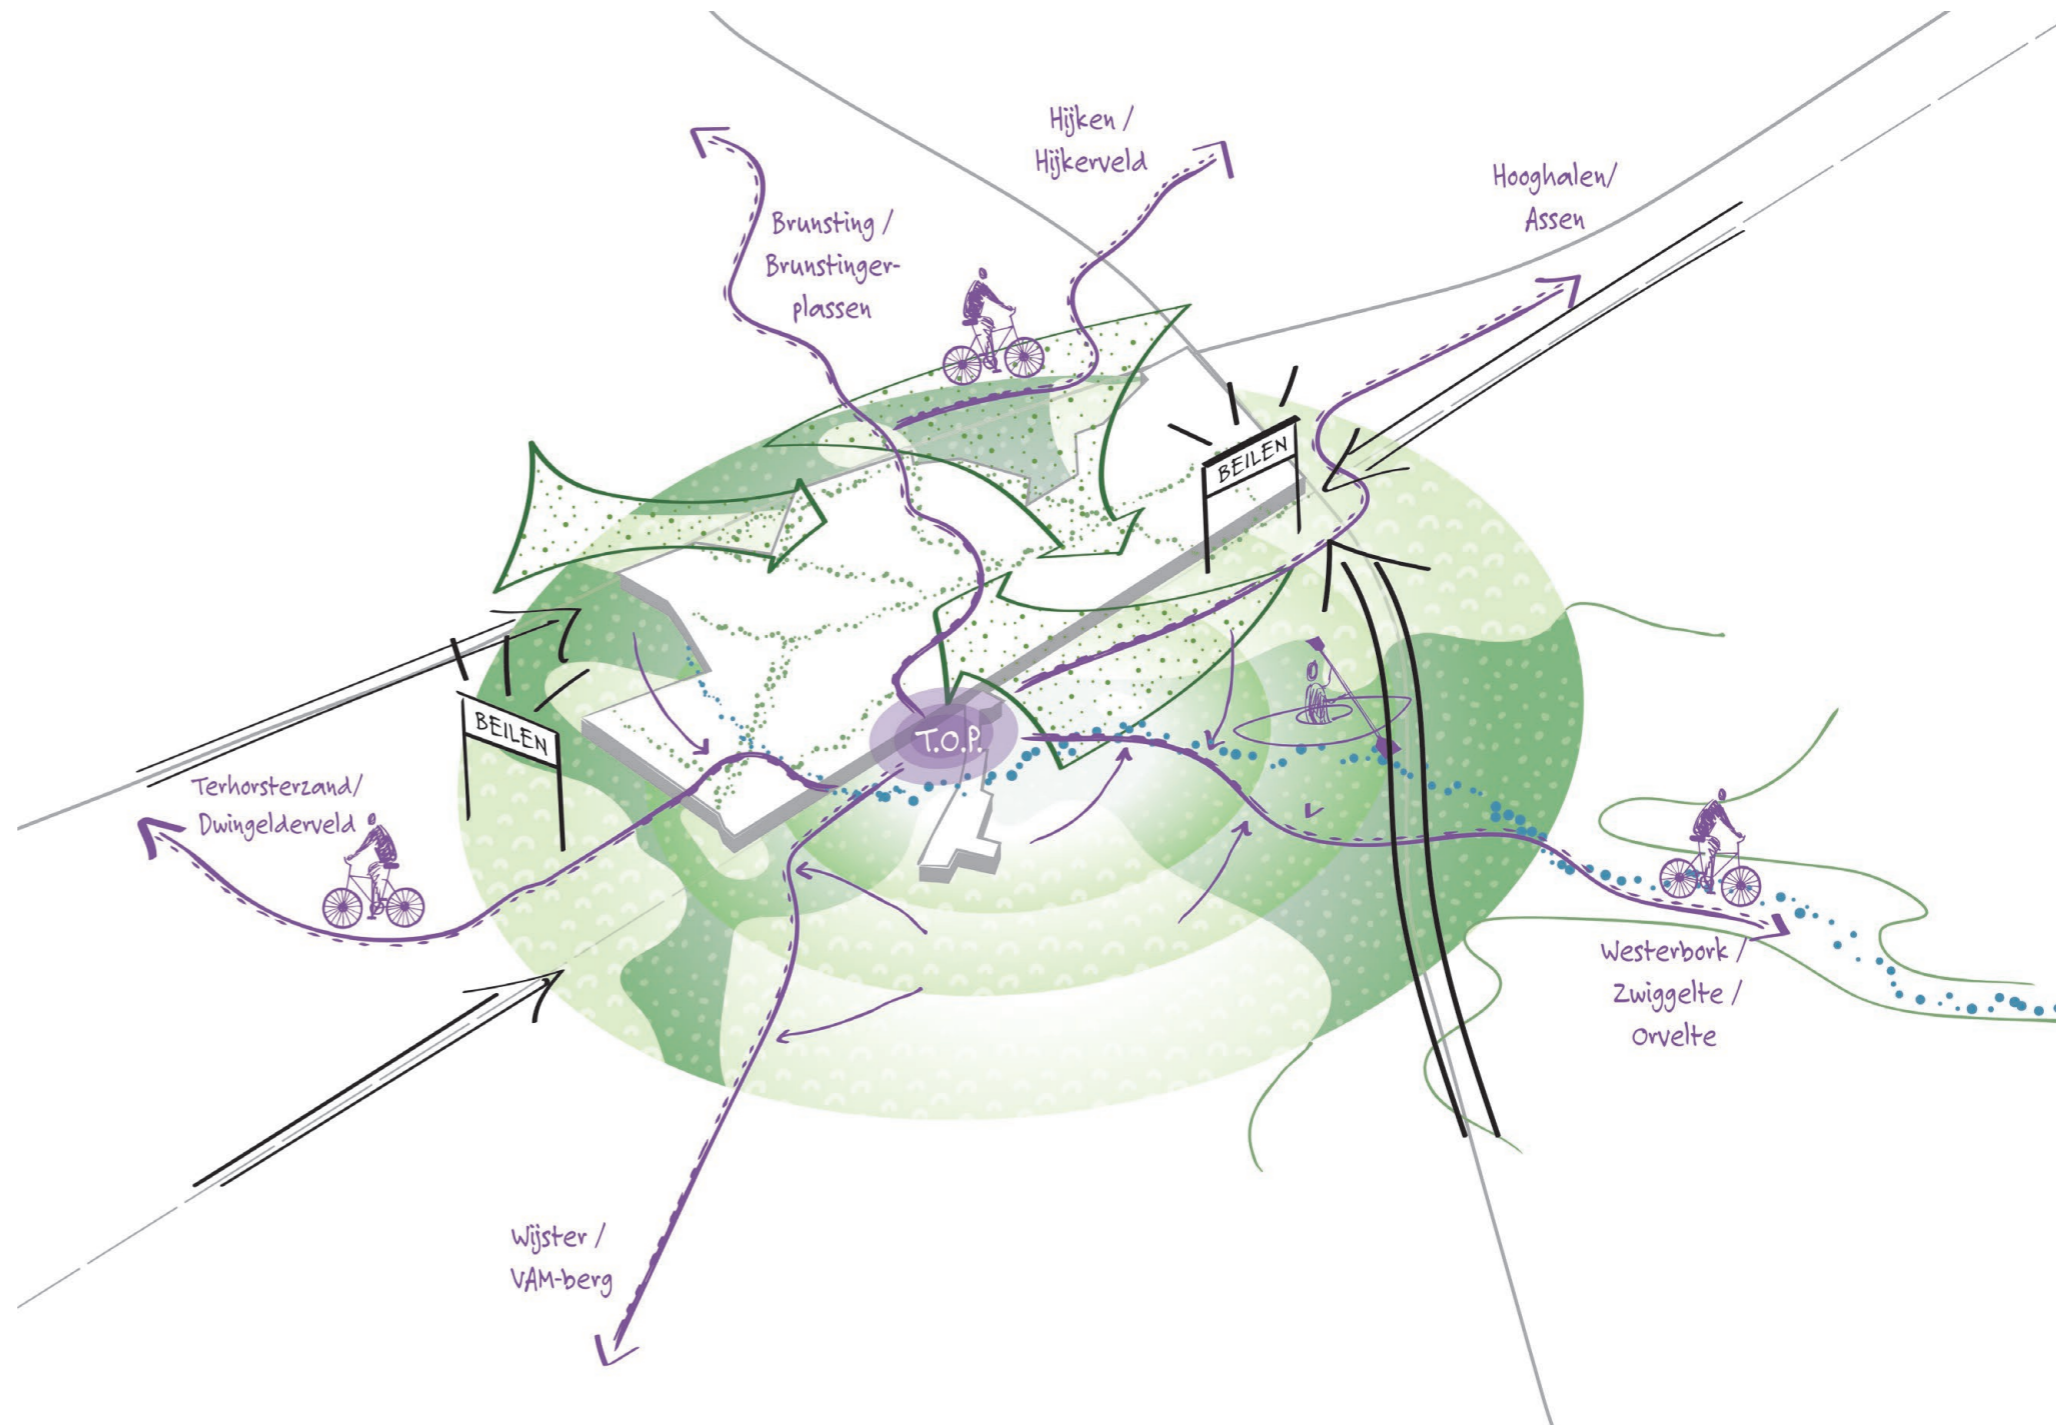 Hijken /
Hijkerveld
Hooghalen/
Assen
Brunsting /
Brunstinger-
plassen
BEILEN
BEILEN
T.O.P.
Terhorsterzand/
Dwingelderveld
Westerbork /
Zwiggelte /
Orvelte
Wijster /
VAM-berg